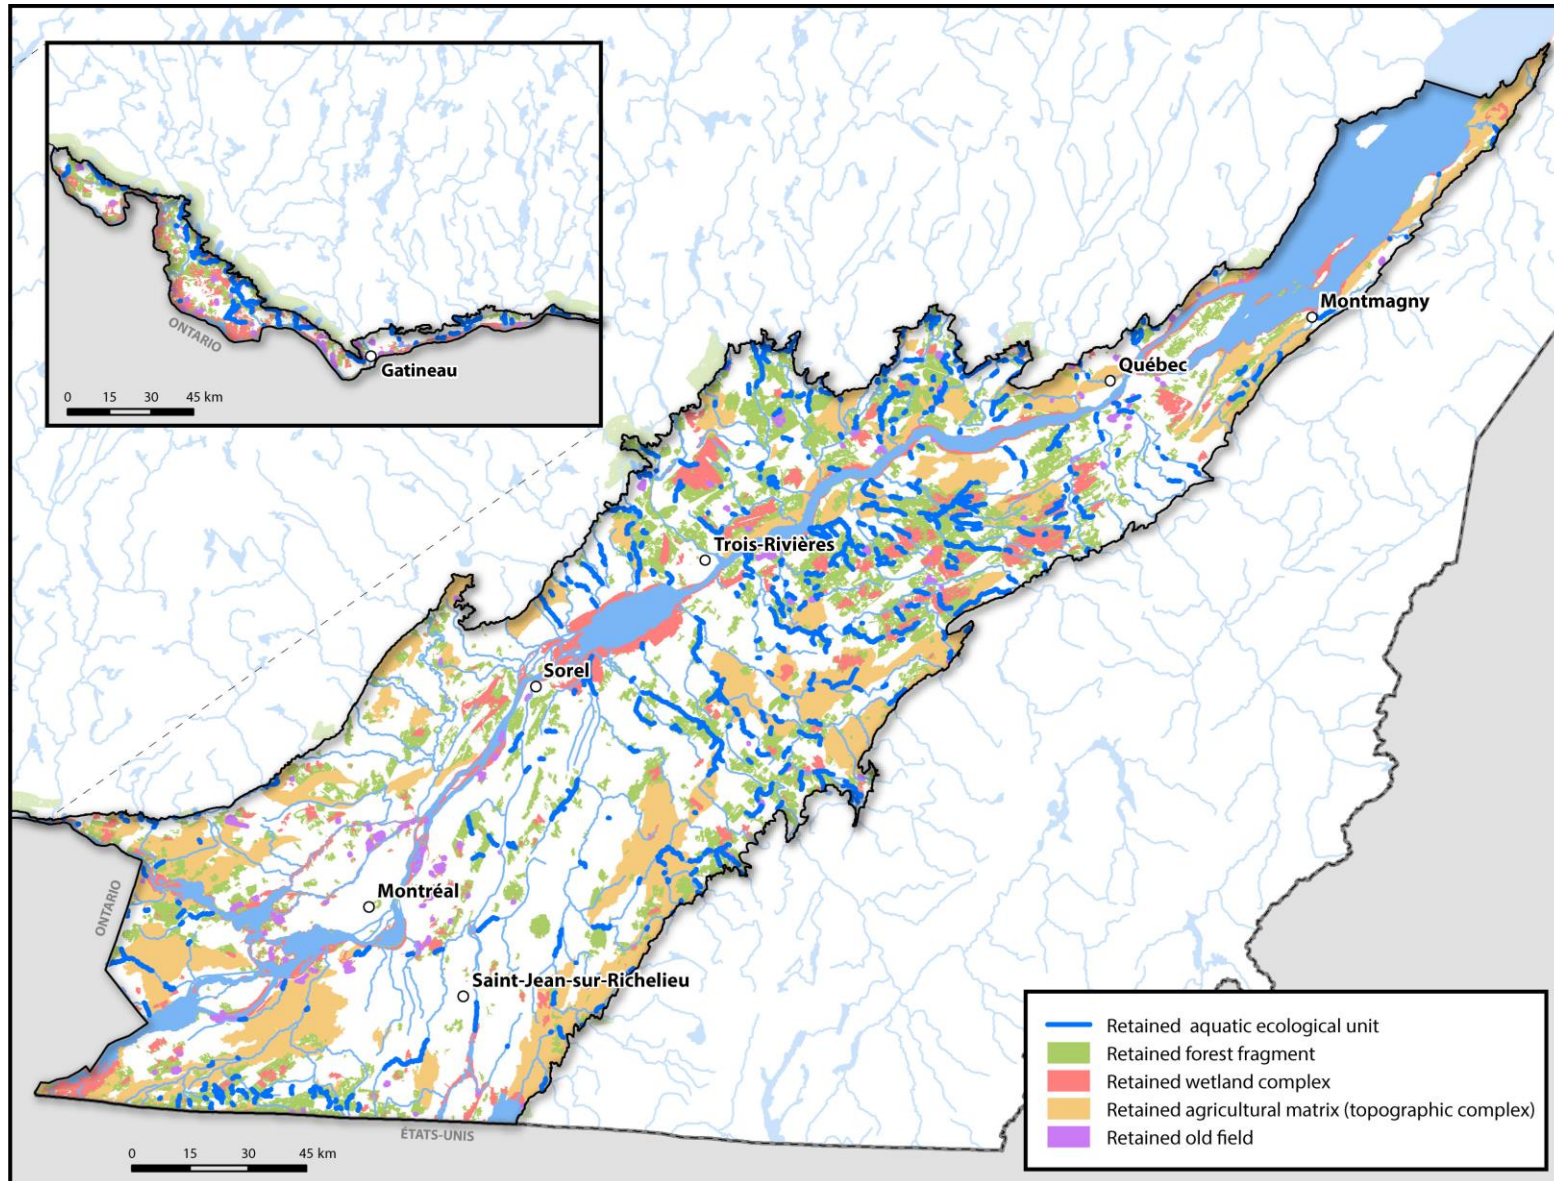 ONTARIO
Gatineau
0 15 30 45 km
Montmagny
Québec
Trois-Rivières
Sorel
Montréal
ONTARIO
Saint-Jean-sur-Richelieu
ÉTATS-UNIS
0 15 30 45 km
Retained aquatic ecological unit
Retained forest fragment
Retained wetland complex
Retained agricultural matrix (topographic complex)
Retained old field